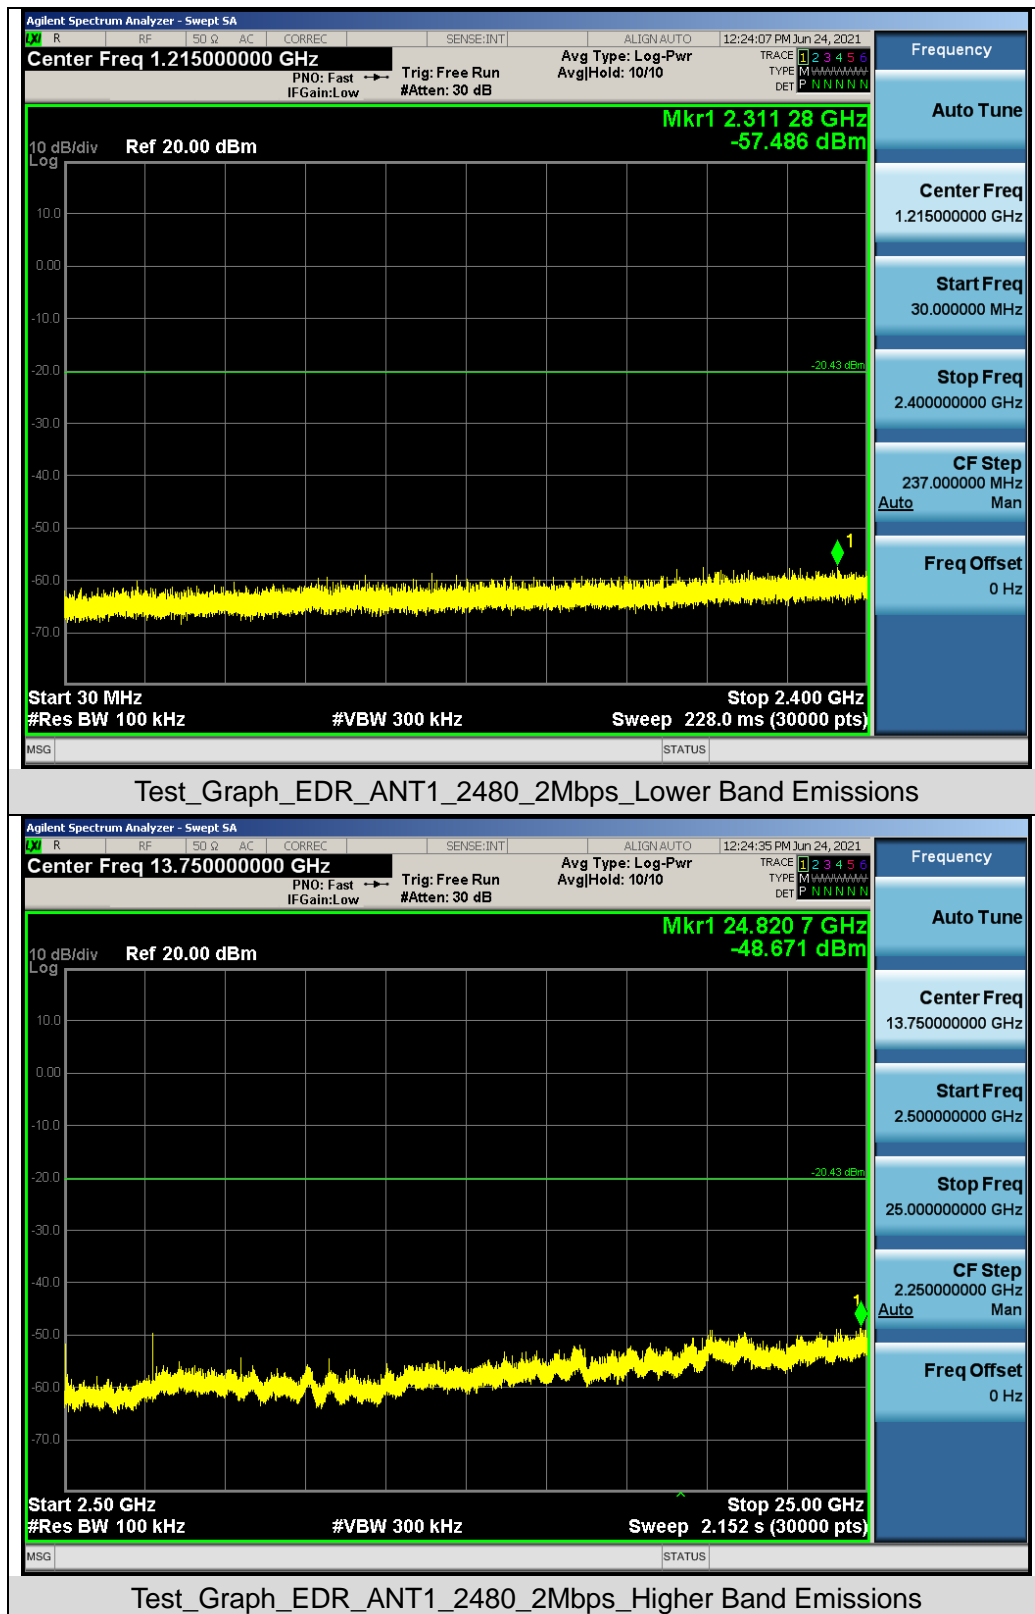 Agilent Spectrum Analyzer - Swept SA
LXI R RF 50 Ω AC CORREC SENSE:INT ALIGN AUTO 12:24:07 PM Jun 24, 2021
Center Freq 1.215000000 GHz
PNO: Fast
IFGain:Low
Trig: Free Run
#Atten: 30 dB
Avg Type: Log-Pwr
Avg|Hold: 10/10
TRACE 1 2 3 4 5 6
TYPE M
DET P N N N N N
Mkr1 2.311 28 GHz
-57.486 dBm
10 dB/div Ref 20.00 dBm
Log
10.0
0.00
-10.0
-20.0
-20.43 dBm
-30.0
-40.0
-50.0
1
-60.0
-70.0
Start 30 MHz Stop 2.400 GHz
#Res BW 100 kHz #VBW 300 kHz Sweep 228.0 ms (30000 pts)
MSG STATUS
Frequency
Auto Tune
Center Freq
1.215000000 GHz
Start Freq
30.000000 MHz
Stop Freq
2.400000000 GHz
CF Step
237.000000 MHz
Auto Man
Freq Offset
0 Hz
Test_Graph_EDR_ANT1_2480_2Mbps_Lower Band Emissions
Agilent Spectrum Analyzer - Swept SA
LXI R RF 50 Ω AC CORREC SENSE:INT ALIGN AUTO 12:24:35 PM Jun 24, 2021
Center Freq 13.750000000 GHz
PNO: Fast
IFGain:Low
Trig: Free Run
#Atten: 30 dB
Avg Type: Log-Pwr
Avg|Hold: 10/10
TRACE 1 2 3 4 5 6
TYPE M
DET P N N N N N
Mkr1 24.820 7 GHz
-48.671 dBm
10 dB/div Ref 20.00 dBm
Log
10.0
0.00
-10.0
-20.0
-20.43 dBm
-30.0
-40.0
1
-50.0
-60.0
-70.0
Start 2.50 GHz Stop 25.00 GHz
#Res BW 100 kHz #VBW 300 kHz Sweep 2.152 s (30000 pts)
MSG STATUS
Frequency
Auto Tune
Center Freq
13.750000000 GHz
Start Freq
2.500000000 GHz
Stop Freq
25.000000000 GHz
CF Step
2.250000000 GHz
Auto Man
Freq Offset
0 Hz
Test_Graph_EDR_ANT1_2480_2Mbps_Higher Band Emissions